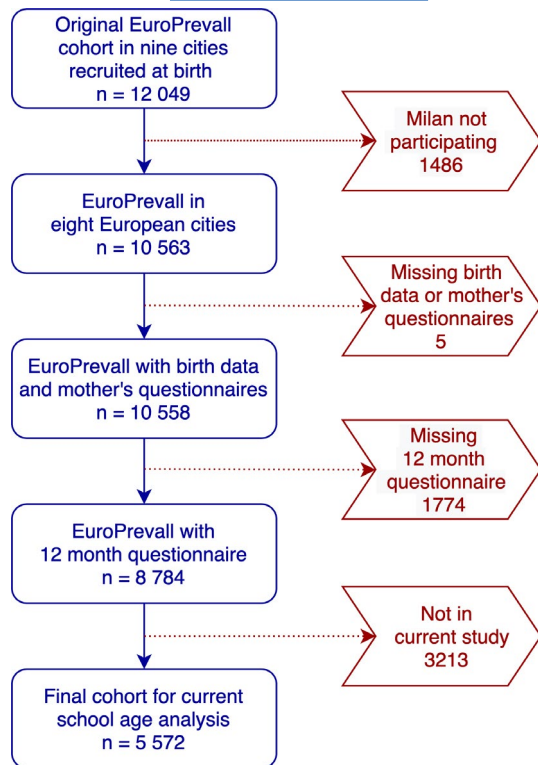 Original EuroPrevall
cohort in nine cities
recruited at birth
n = 12 049
Milan not
participating
1486
EuroPrevall in
eight European cities
n = 10 563
Missing birth
data or mother's
questionnaires
5
EuroPrevall with birth data
and mother's questionnaires
n = 10 558
Missing
12 month
questionnaire
1774
EuroPrevall with
12 month questionnaire
n = 8 784
Not in
current study
3213
Final cohort for current
school age analysis
n = 5 572